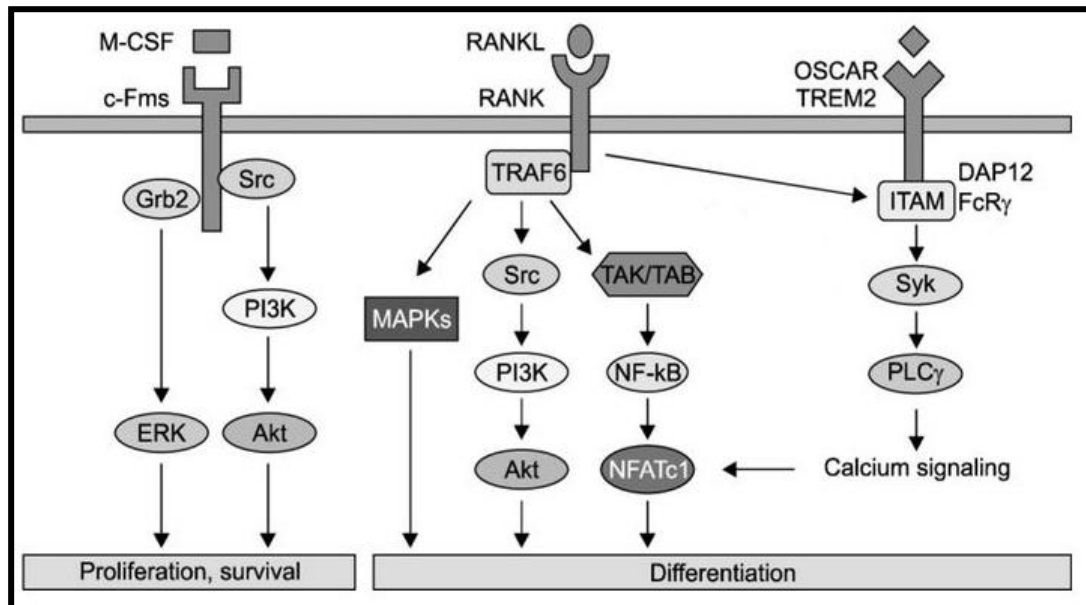 M-CSF
c-Fms
Grb2
Src
PI3K
ERK
Akt
Proliferation, survival
RANKL
RANK
TRAF6
MAPKs
Src
PI3K
Akt
TAK/TAB
NF-kB
NFATc1
OSCAR
TREM2
ITAM
DAP12
FcRγ
Syk
PLCγ
Calcium signaling
Differentiation